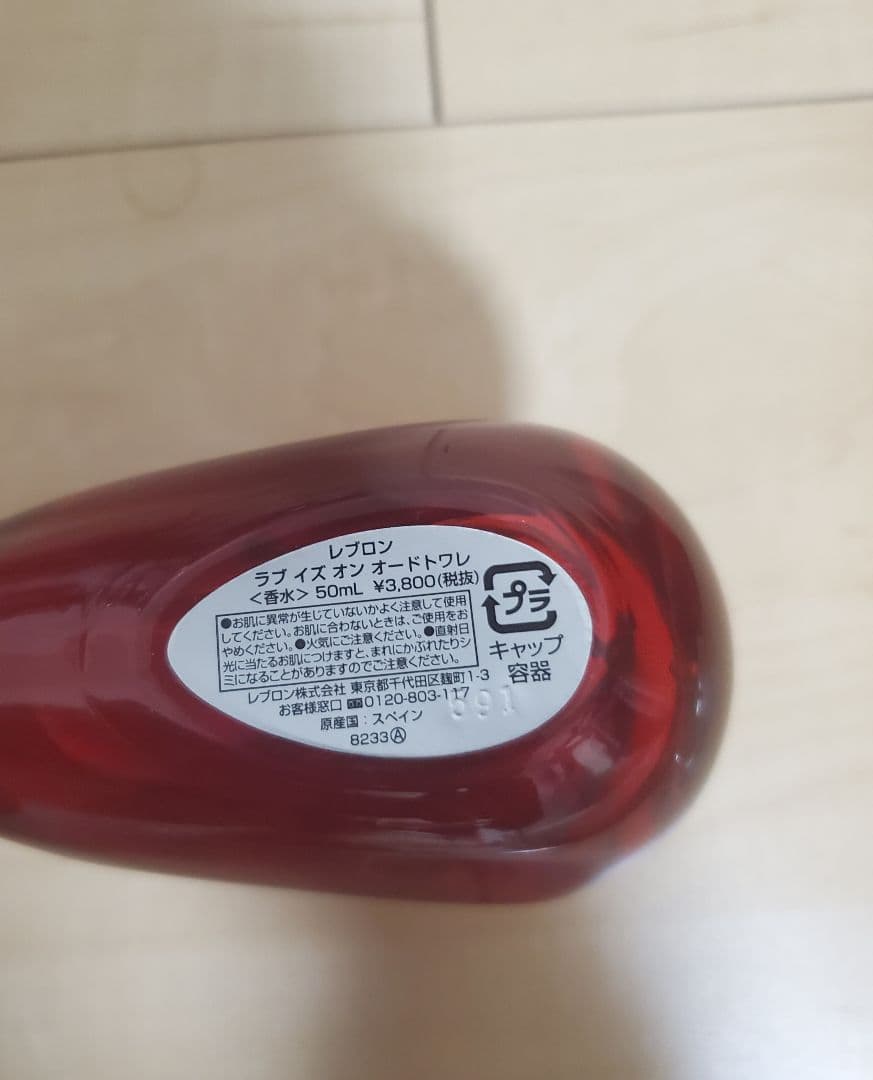 レブロン
ラブ イズ オン オードトワレ
＜香水＞ 50mL ¥3,800(税抜)
●お肌に異常が生じていないかよく注意して使用
してください。お肌に合わないときは、ご使用をお
やめください。●火気にご注意ください。●直射日
光に当たるお肌につけますと、まれにかぶれたりシ
ミになることがありますのでご注意ください。
レブロン株式会社 東京都千代田区麹町1-3
お客様窓口 0120-803-117
原産国：スペイン
8233Ⓐ
プラ
キャップ
容器
691